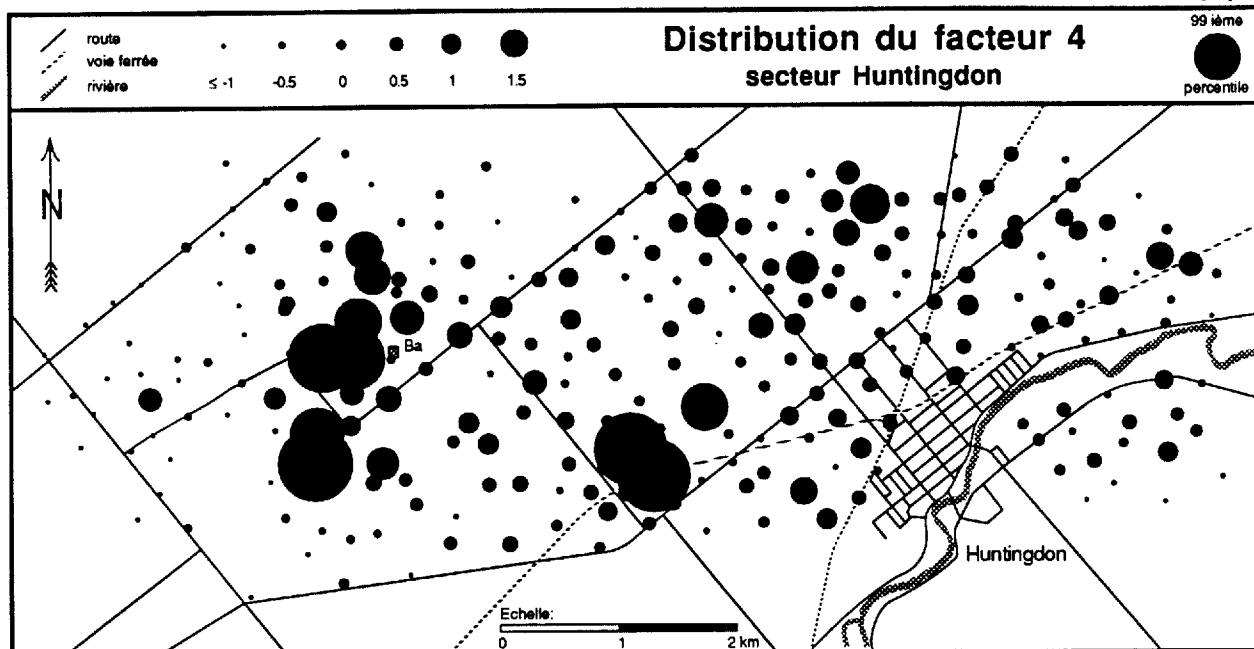 route
voie ferrée
rivière
≤ -1 -0.5 0 0.5 1 1.5
Distribution du facteur 4
secteur Huntingdon
99 ième
percentile
N
Ba
Huntingdon
Echelle:
0 1 2 km